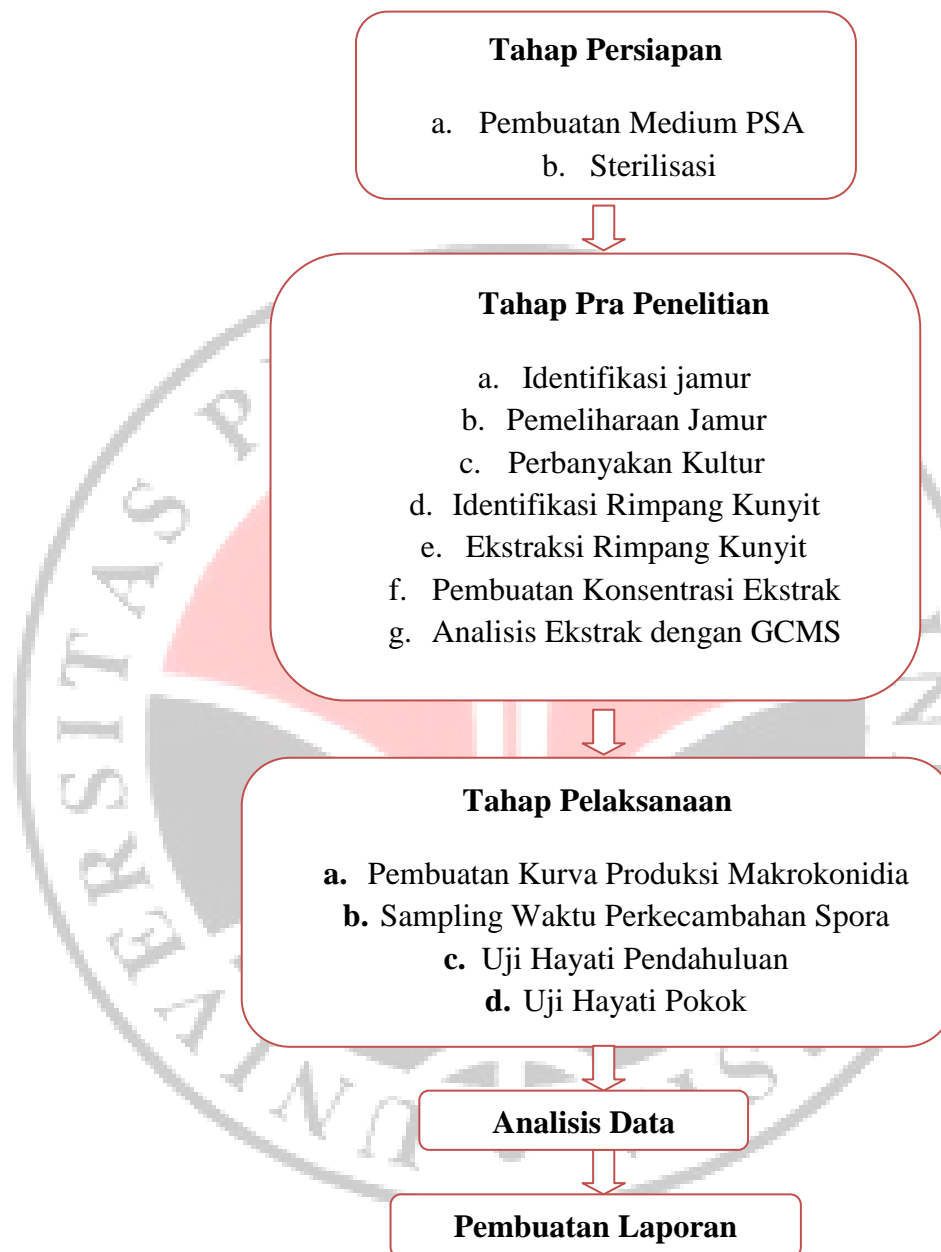 Tahap Persiapan
a. Pembuatan Medium PSA
b. Sterilisasi
Tahap Pra Penelitian
a. Identifikasi jamur
b. Pemeliharaan Jamur
c. Perbanyakan Kultur
d. Identifikasi Rimpang Kunyit
e. Ekstraksi Rimpang Kunyit
f. Pembuatan Konsentrasi Ekstrak
g. Analisis Ekstrak dengan GCMS
Tahap Pelaksanaan
a. Pembuatan Kurva Produksi Makrokonidia
b. Sampling Waktu Perkecambahan Spora
c. Uji Hayati Pendahuluan
d. Uji Hayati Pokok
Analisis Data
Pembuatan Laporan
UNIVERSITAS